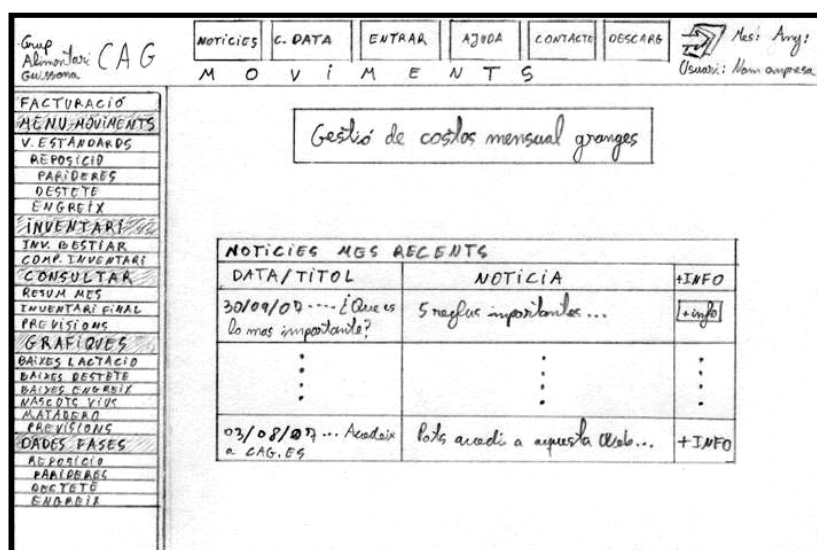 Grup
Alimentari CAG
Guissona
NOTICIES C. DATA ENTRAR AJUDA CONTACTE DESCARG
Mes: Any:
Usuari: Nom empresa
MOVIMENTS
FACTURACIÓ
MENU MOVIMENTS
V. ESTANDARDS
REPOSICIÓ
PARIDERES
DESTETE
ENGREIX
INVENTARI
INV. BESTIAR
COMP. INVENTARI
CONSULTAR
RESUM MES
INVENTARI FINAL
PREVISIONS
GRAFIQUES
BAIXES LACTACIÓ
BAIXES DESTETE
BAIXES ENGREIX
NASCUTS VIUS
MATADERO
PREVISIONS
DADES FASES
REPOSICIÓ
PARIDERES
DESTETE
ENGREIX
Gestió de costos mensual granges
NOTICIES MES RECENTS
DATA/TITOL NOTICIA +INFO
30/09/07 .... ¿Que es
lo mas importante?
5 reglas importantes...
+info
03/08/07 ... Accedeix
a CAG.ES
Pots accedi a aquesta Web...
+INFO